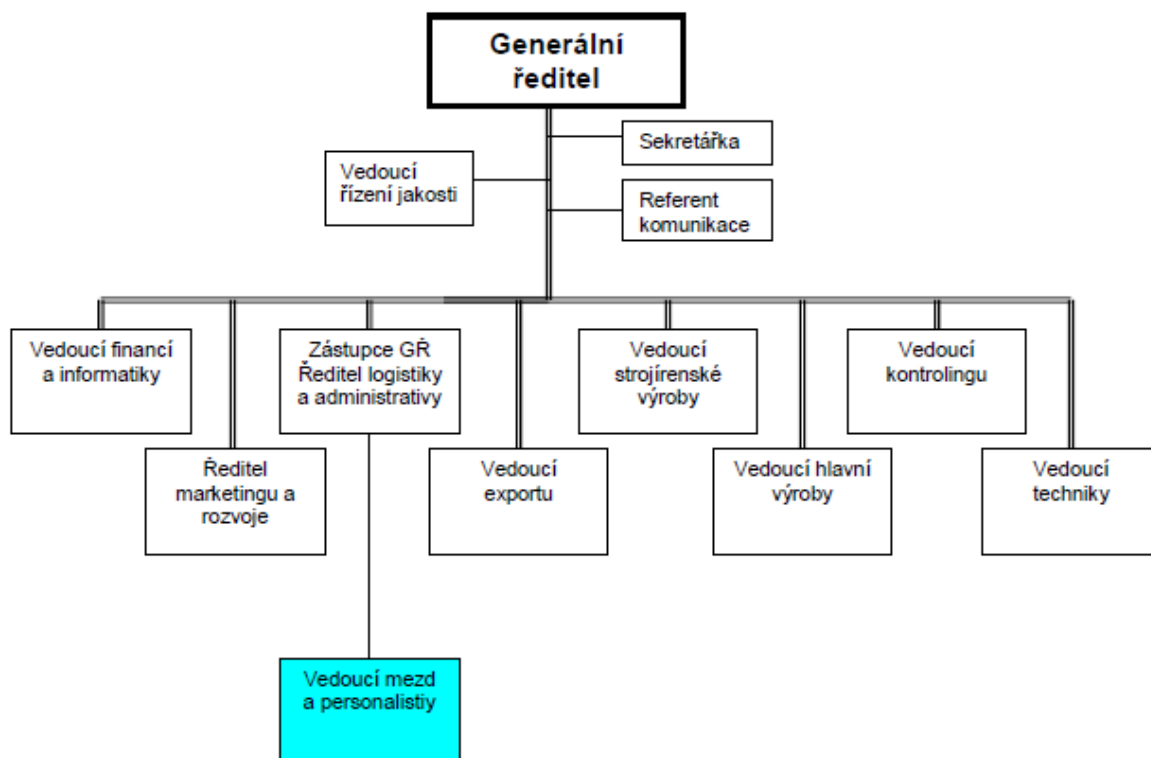 Generální
ředitel
Sekretářka
Vedoucí
řízení jakosti
Referent
komunikace
Vedoucí financí
a informatiky
Zástupce GŘ
Ředitel logistiky
a administrativy
Vedoucí
strojírenské
výroby
Vedoucí
kontrolingu
Ředitel
marketingu a
rozvoje
Vedoucí
exportu
Vedoucí hlavní
výroby
Vedoucí
techniky
Vedoucí mezd
a personalistiy